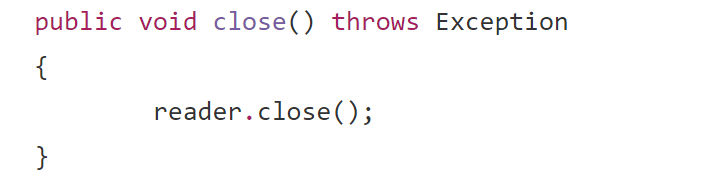 public void close() throws Exception
{
        reader.close();
}